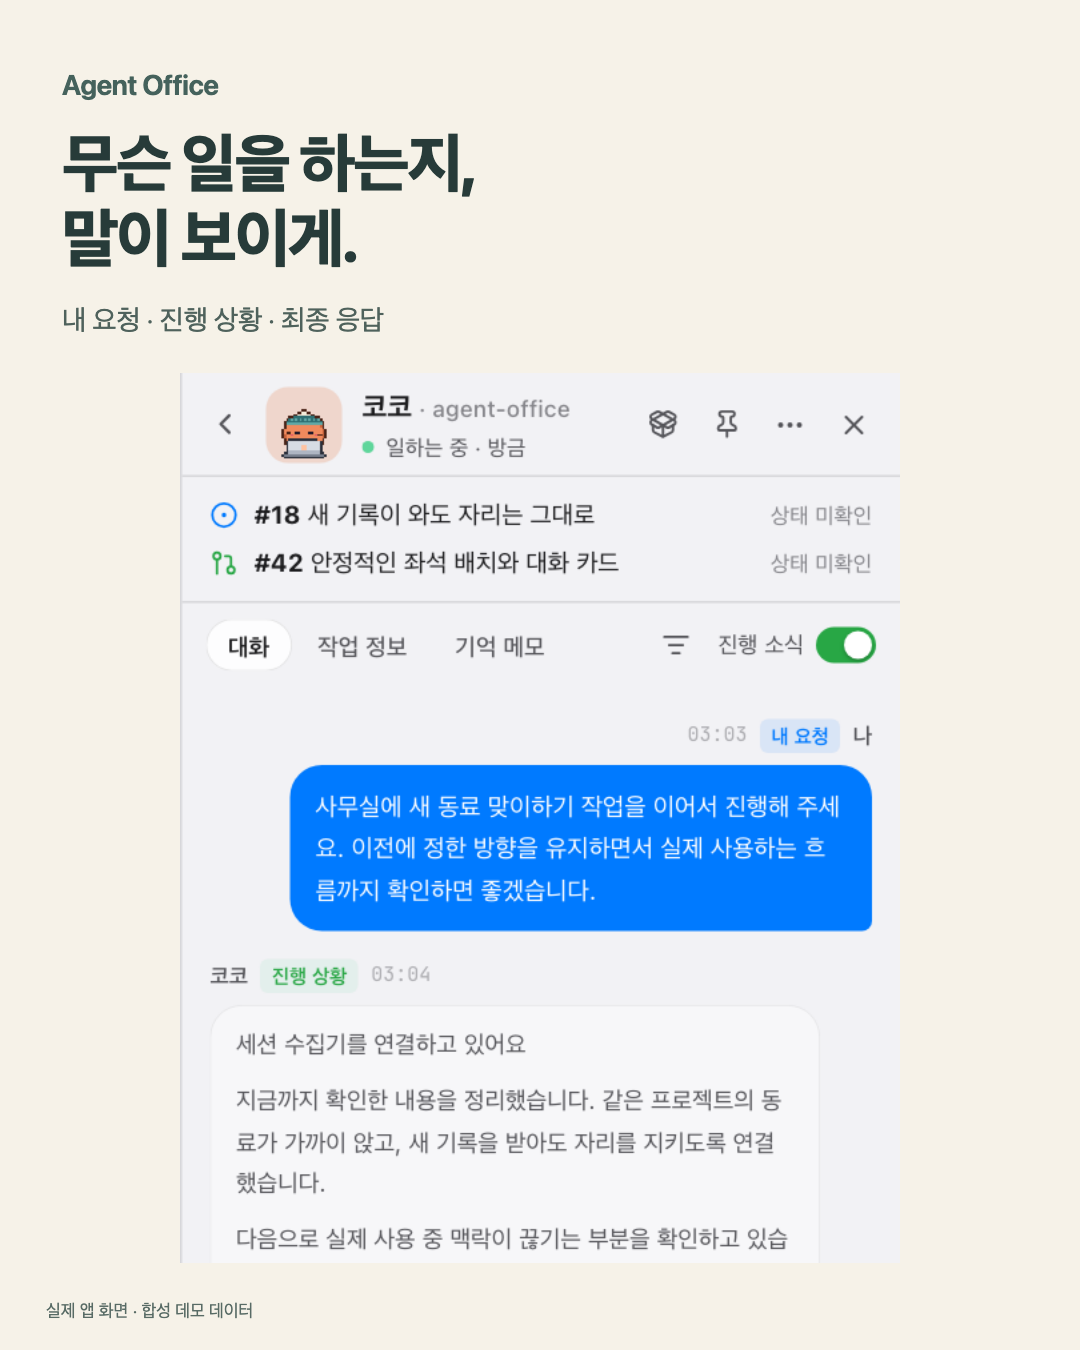 Agent Office
무슨 일을 하는지,
말이 보이게.
내 요청 · 진행 상황 · 최종 응답
코코 · agent-office
일하는 중 · 방금
#18 새 기록이 와도 자리는 그대로 상태 미확인
#42 안정적인 좌석 배치와 대화 카드 상태 미확인
대화 작업 정보 기억 메모 진행 소식
03:03 내 요청 나
사무실에 새 동료 맞이하기 작업을 이어서 진행해 주세
요. 이전에 정한 방향을 유지하면서 실제 사용하는 흐
름까지 확인하면 좋겠습니다.
코코 진행 상황 03:04
세션 수집기를 연결하고 있어요
지금까지 확인한 내용을 정리했습니다. 같은 프로젝트의 동
료가 가까이 앉고, 새 기록을 받아도 자리를 지키도록 연결
했습니다.
다음으로 실제 사용 중 맥락이 끊기는 부분을 확인하고 있습
실제 앱 화면 · 합성 데모 데이터